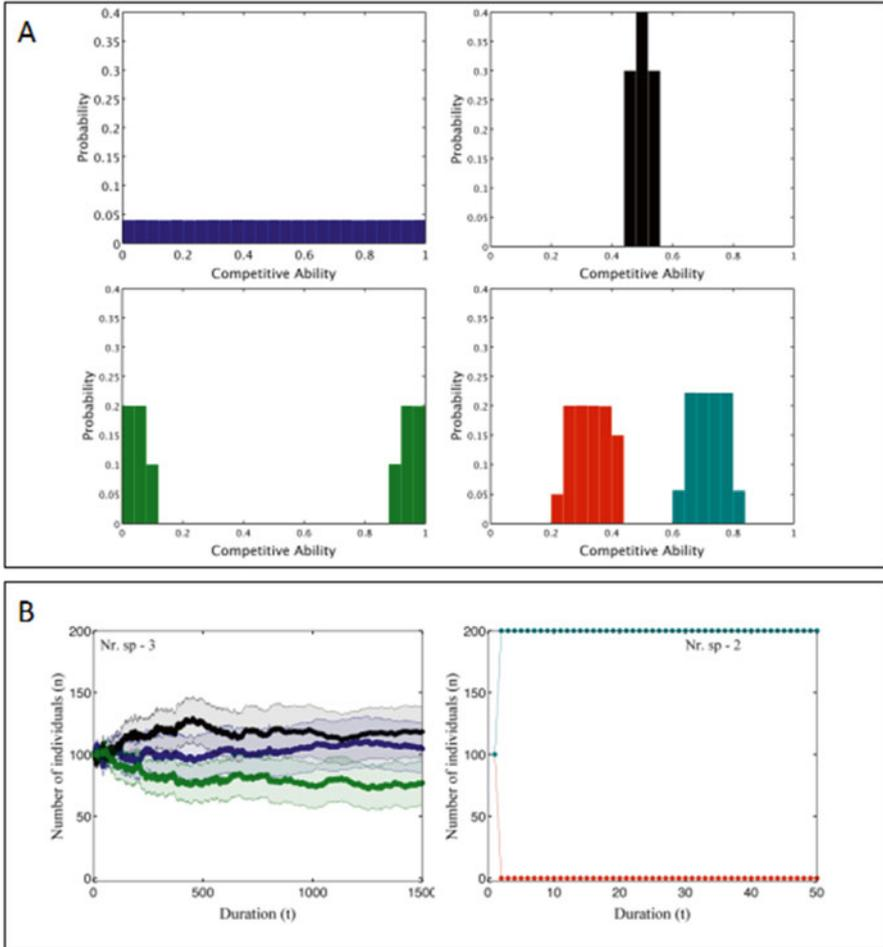 A
0.4
0.35
0.3
0.25
0.2
0.15
0.1
0.05
0
Probability
0 0.2 0.4 0.6 0.8 1
Competitive Ability
0.4
0.35
0.3
0.25
0.2
0.15
0.1
0.05
0
Probability
0 0.2 0.4 0.6 0.8 1
Competitive Ability
0.4
0.35
0.3
0.25
0.2
0.15
0.1
0.05
0
Probability
0 0.2 0.4 0.6 0.8 1
Competitive Ability
0.4
0.35
0.3
0.25
0.2
0.15
0.1
0.05
0
Probability
0 0.2 0.4 0.6 0.8 1
Competitive Ability
B
Nr. sp - 3
200
150
100
50
0
Number of individuals (n)
0 500 1000 1500
Duration (t)
Nr. sp - 2
200
150
100
50
0
Number of individuals (n)
0 10 20 30 40 50
Duration (t)